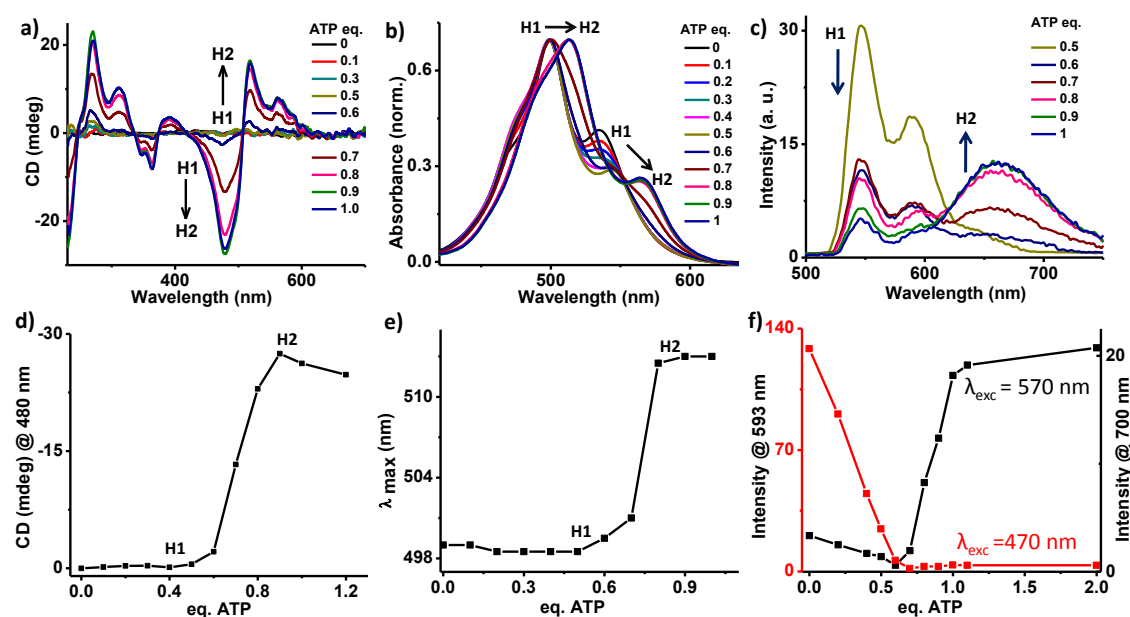 a)
ATP eq.
0
0.1
0.3
0.5
0.6
0.7
0.8
0.9
1.0
H2
H1
H1
H2
20
0
-20
400
600
CD (mdeg)
Wavelength (nm)
b)
H1
H2
ATP eq.
0
0.1
0.2
0.3
0.4
0.5
0.6
0.7
0.8
0.9
1
H1
H2
0.6
0.3
0.0
500
600
Absorbance (norm.)
Wavelength (nm)
c)
H1
H2
ATP eq.
0.5
0.6
0.7
0.8
0.9
1
30
15
0
500
600
700
Intensity (a. u.)
Wavelength (nm)
d)
H2
H1
-30
-15
0
0.0
0.4
0.8
1.2
CD (mdeg) @ 480 nm
eq. ATP
e)
H2
H1
510
504
498
0.0
0.3
0.6
0.9
λ max (nm)
eq. ATP
f)
140
70
0
20
0
0.0
0.5
1.0
1.5
2.0
λexc = 570 nm
λexc =470 nm
Intensity @ 593 nm
Intensity @ 700 nm
eq. ATP